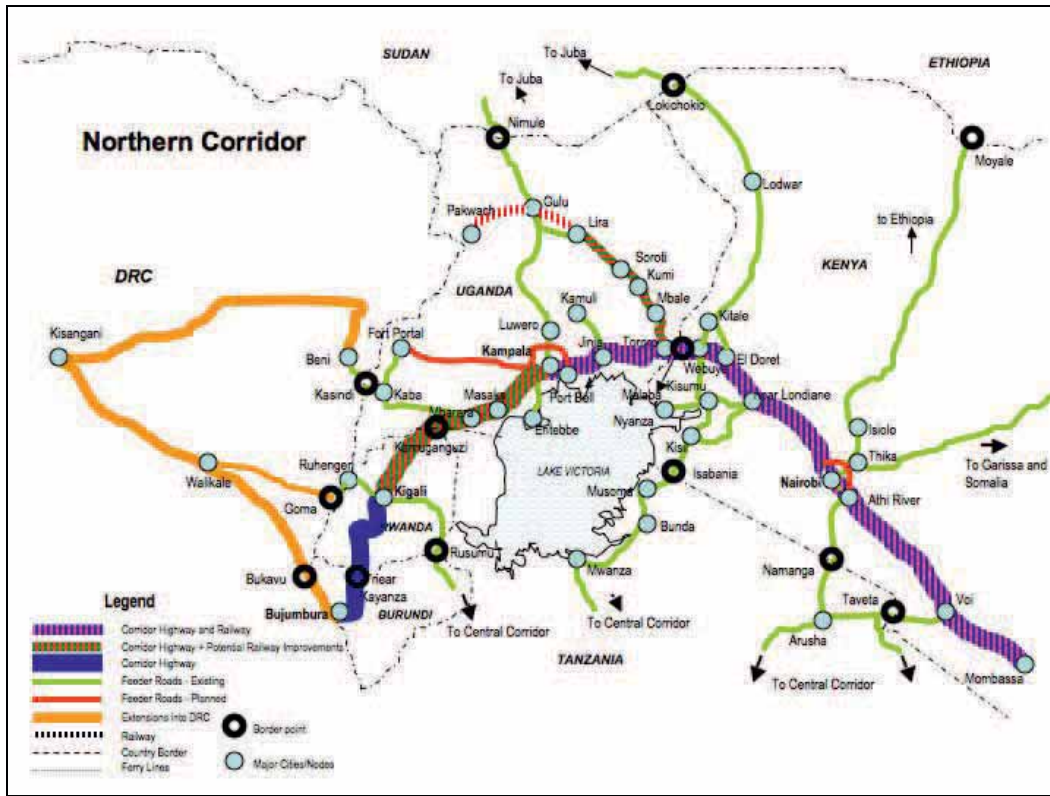 SUDAN
To Juba
ETHIOPIA
To Juba
Lokichokio
Nimule
Northern Corridor
Moyale
Lodwar
Gulu
Pakwach
Lira
to Ethiopia
DRC
Soroti
KENYA
Kumi
UGANDA
Kamuli
Mbale
Kitale
Kisangani
Luwero
Fort Portal
Kampala
Jinja
Tororo
El Doret
Beni
Webuye
Kasindi
Kaba
Port Bell
Malaba
Kisumu
near Londiane
Masaka
Mbarara
Nyanza
Entebbe
Kisi
Isiolo
Kamuganguzi
Thika
Ruhenger
LAKE VICTORIA
Isabania
To Garissa and
Somalia
Walikale
Nairobi
Kigali
Musoma
Athi River
Goma
RWANDA
Bunda
Rusumu
Namanga
Bukavu
near
Kayanza
Mwanza
Taveta
Voi
Legend
Bujumbura
BURUNDI
To Central Corridor
To Central Corridor
Arusha
Corridor Highway and Railway
Corridor Highway + Potential Railway Improvements
TANZANIA
Mombassa
Corridor Highway
To Central Corridor
Feeder Roads - Existing
Feeder Roads - Planned
Extensions Into DRC
Border point
Railway
Country Border
Major Cities/Nodes
Ferry Lines